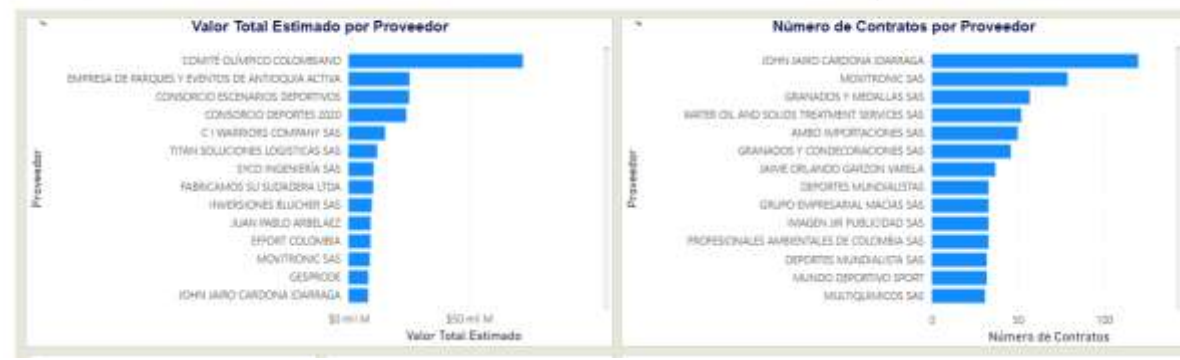 Valor Total Estimado por Proveedor
COMITÉ OLÍMPICO COLOMBIANO
EMPRESA DE PARQUES Y EVENTOS DE ANTIOQUIA ACTIVA
CONSORCIO ESCENARIOS DEPORTIVOS
CONSORCIO DEPORTES 2020
C I WARRIORS COMPANY SAS
TITAN SOLUCIONES LOGISTICAS SAS
SYCO INGENIERÍA SAS
FABRICAMOS SU SUDADERA LTDA
INVERSIONES BLUCHER SAS
JUAN PABLO ARBELAEZ
EFFORT COLOMBIA
MOVITRONIC SAS
GESPRODE
JOHN JAIRO CARDONA IDARRAGA
Proveedor
$0 mil M
$50 mil M
Valor Total Estimado
Número de Contratos por Proveedor
JOHN JAIRO CARDONA IDARRAGA
MOVITRONIC SAS
GRANADOS Y MEDALLAS SAS
WATER OIL AND SOLIDS TREATMENT SERVICES SAS
AMBO IMPORTACIONES SAS
GRANADOS Y CONDECORACIONES SAS
JAIME ORLANDO GARZON VARELA
DEPORTES MUNDIALISTAS
GRUPO EMPRESARIAL MACIAS SAS
IMAGEN JIR PUBLICIDAD SAS
PROFESIONALES AMBIENTALES DE COLOMBIA SAS
DEPORTES MUNDIALISTA SAS
MUNDO DEPORTIVO SPORT
MULTIQUIMICOS SAS
Proveedor
0
50
100
Número de Contratos